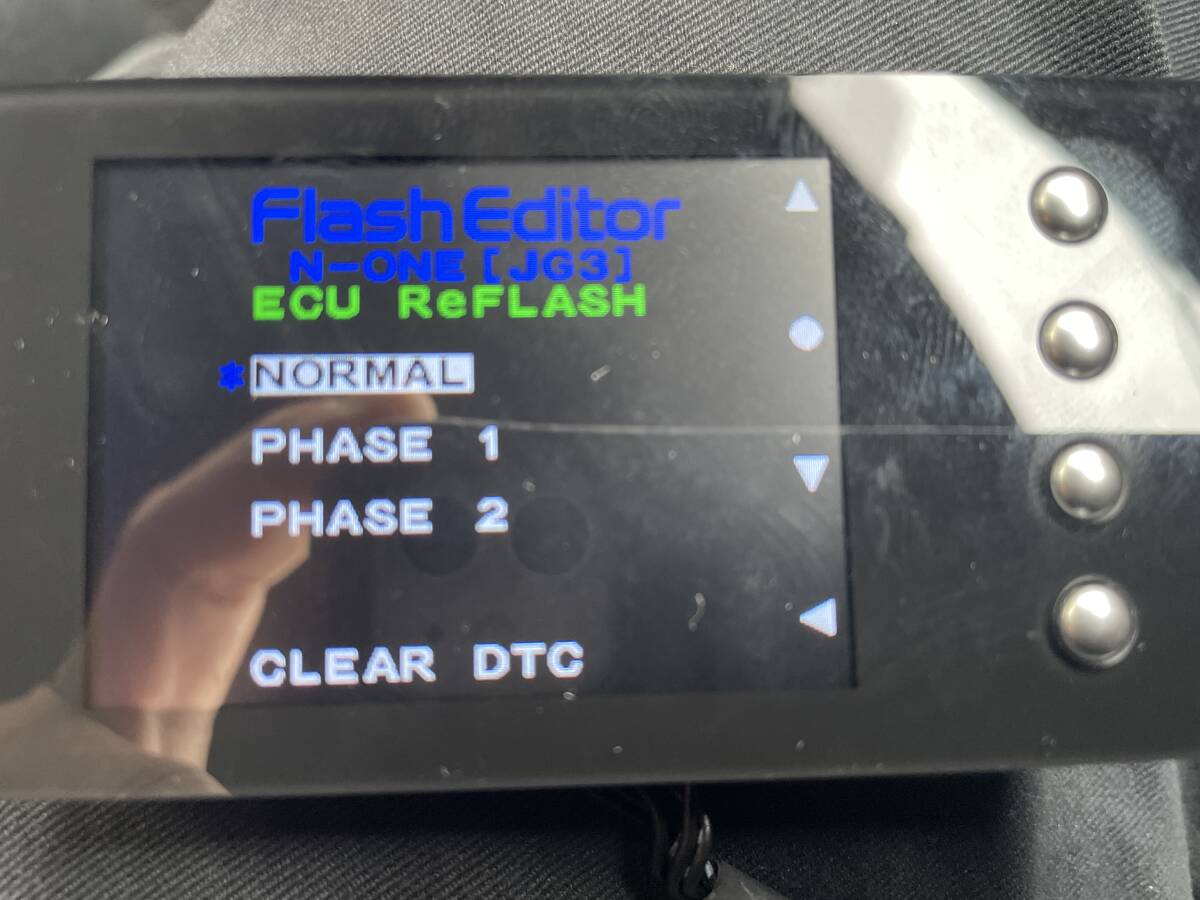 Flash Editor
N-ONE[JG3]
ECU ReFLASH
*NORMAL
PHASE 1
PHASE 2
CLEAR DTC